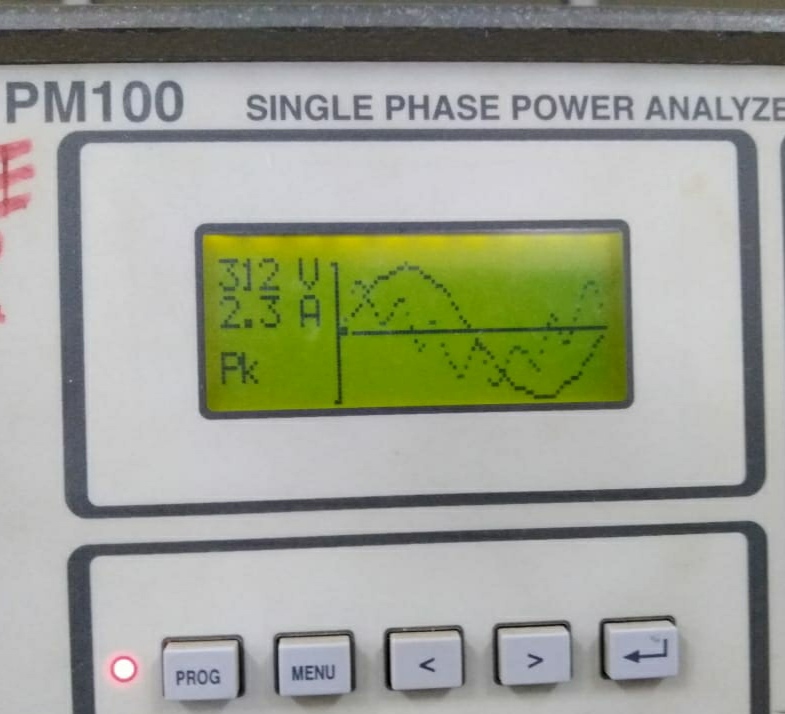 PM100 SINGLE PHASE POWER ANALYZE
312 V
2.3 A
Pk
PROG MENU < >